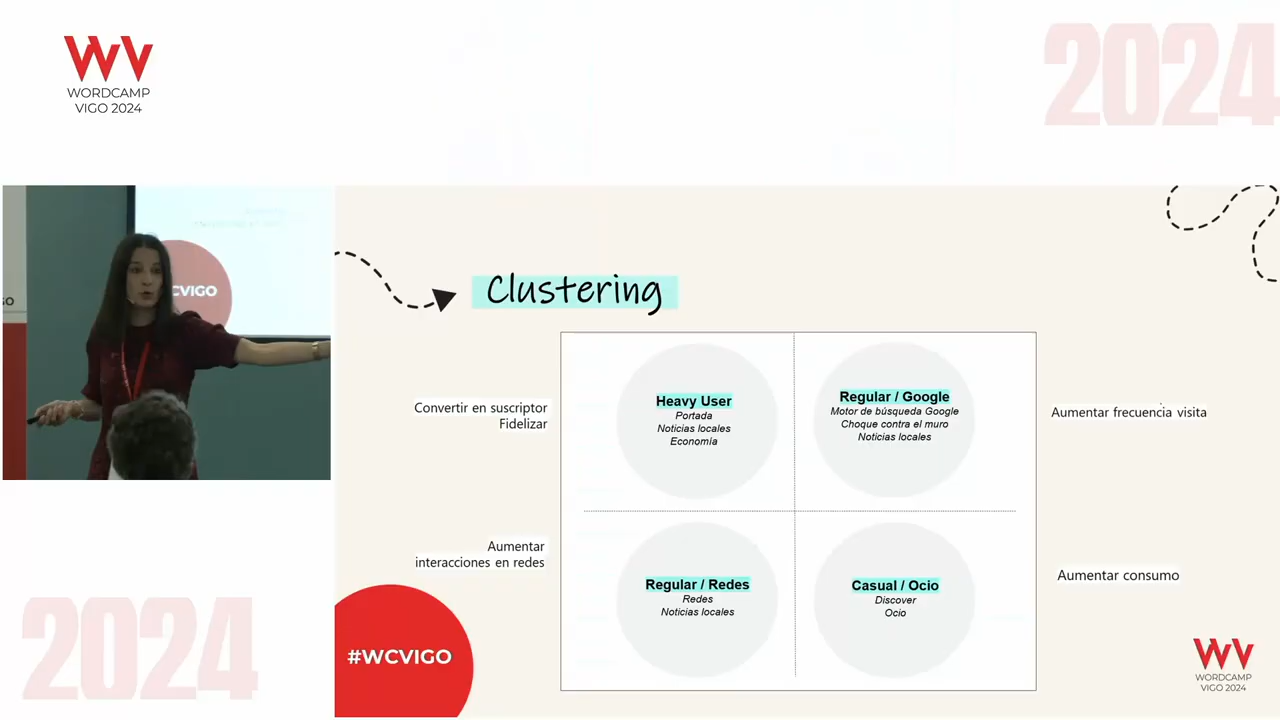 WORDCAMP
VIGO 2024
2024
CVIGO
GO
Clustering
Convertir en suscriptor
Fidelizar
Heavy User
Portada
Noticias locales
Economía
Regular / Google
Motor de búsqueda Google
Choque contra el muro
Noticias locales
Aumentar frecuencia visita
Aumentar
interacciones en redes
Regular / Redes
Redes
Noticias locales
Casual / Ocio
Discover
Ocio
Aumentar consumo
#WCVIGO
2024
WORDCAMP
VIGO 2024